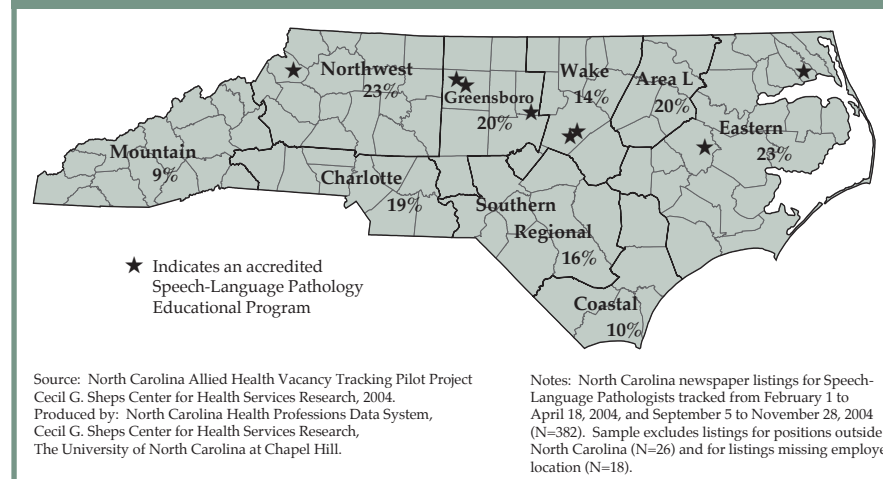 Northwest
23%
Greensboro
20%
Wake
14%
Area L
20%
Eastern
23%
Mountain
9%
Charlotte
19%
Southern
Regional
16%
Coastal
10%
Indicates an accredited
Speech-Language Pathology
Educational Program
Source: North Carolina Allied Health Vacancy Tracking Pilot Project
Cecil G. Sheps Center for Health Services Research, 2004.
Produced by: North Carolina Health Professions Data System,
Cecil G. Sheps Center for Health Services Research,
The University of North Carolina at Chapel Hill.
Notes: North Carolina newspaper listings for Speech-
Language Pathologists tracked from February 1 to
April 18, 2004, and September 5 to November 28, 2004
(N=382). Sample excludes listings for positions outside
North Carolina (N=26) and for listings missing employe
location (N=18).